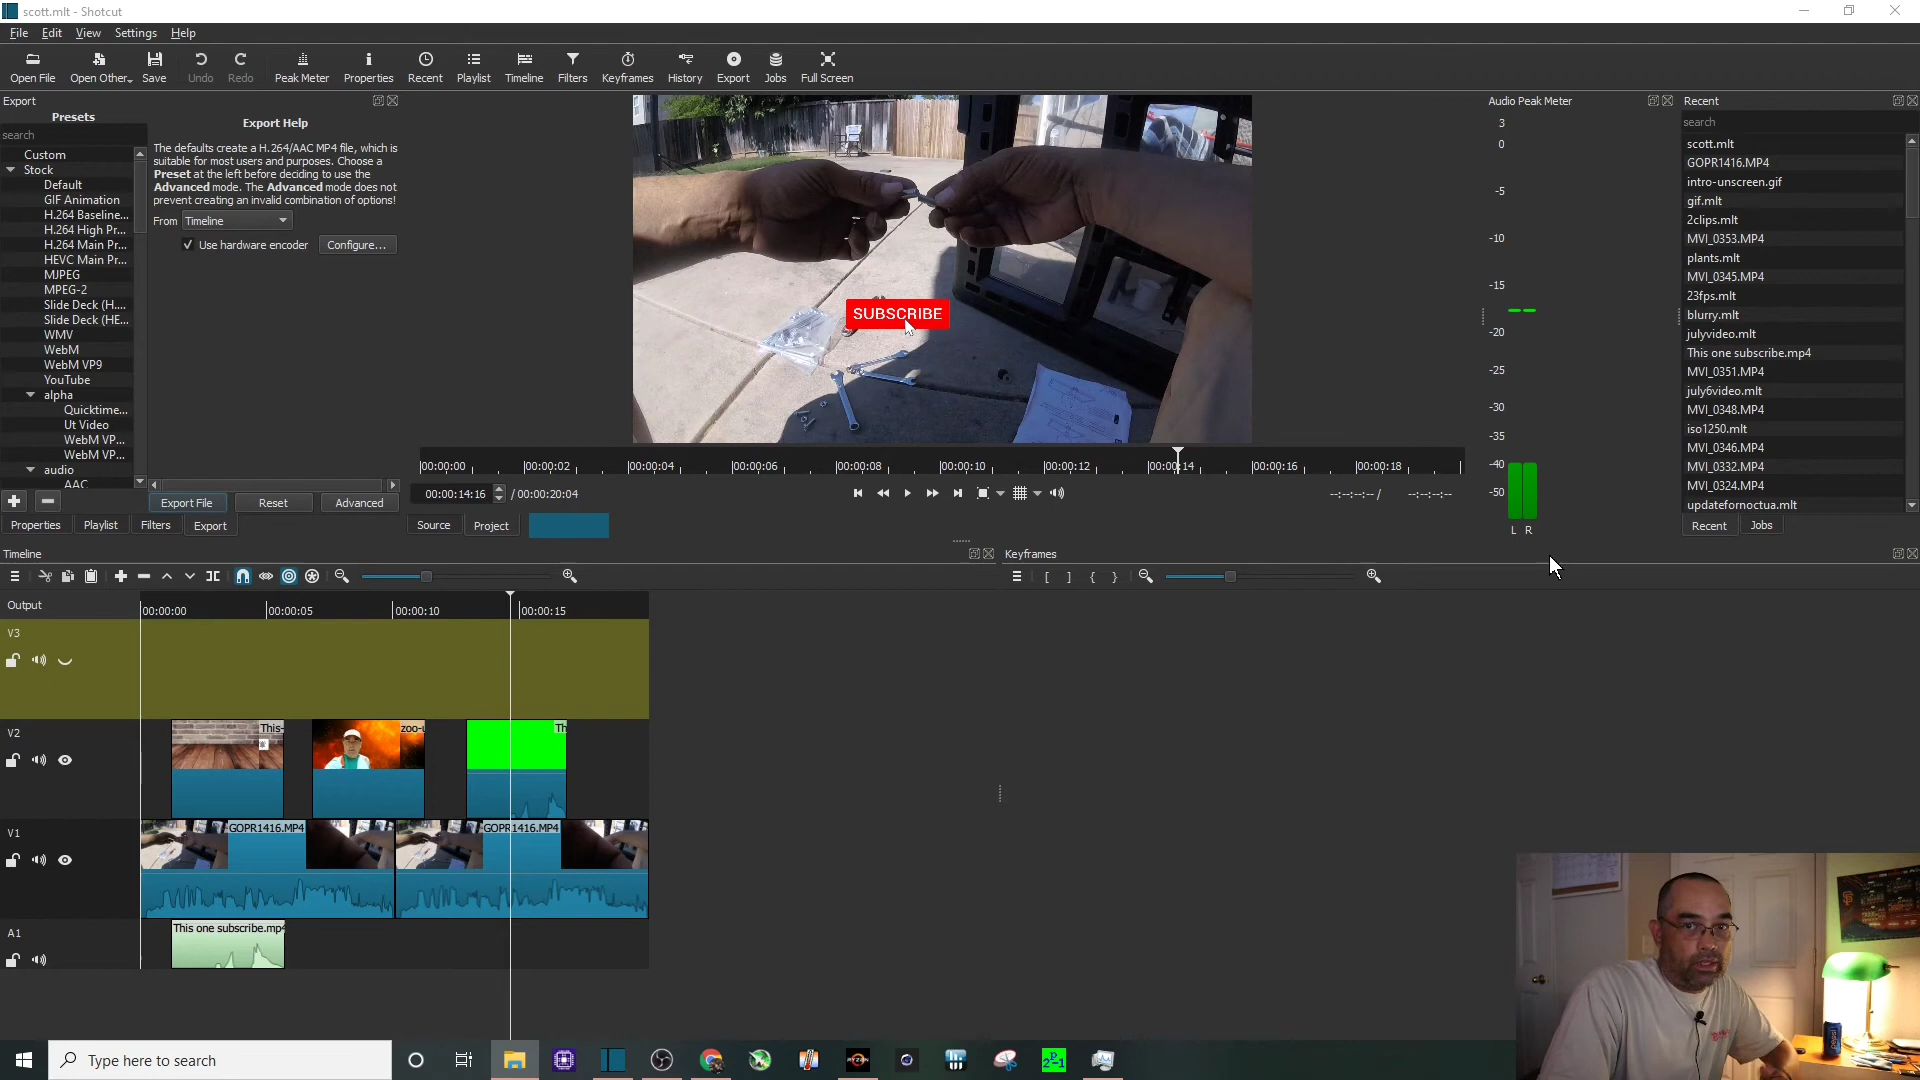 scott.mlt - Shotcut
File Edit View Settings Help
Open File Open Other... Save Undo Redo Peak Meter Properties Recent Playlist Timeline Filters Keyframes History Export Jobs Full Screen
Export
Presets
search
Custom
Stock
Default
GIF Animation
H.264 Baseline...
H.264 High Pr...
H.264 Main Pr...
HEVC Main Pr...
MJPEG
MPEG-2
Slide Deck (H....
Slide Deck (HE...
WMV
WebM
WebM VP9
YouTube
alpha
Quicktime...
Ut Video
WebM VP...
WebM VP...
audio
AAC
Export Help
The defaults create a H.264/AAC MP4 file, which is
suitable for most users and purposes. Choose a
Preset at the left before deciding to use the
Advanced mode. The Advanced mode does not
prevent creating an invalid combination of options!
From Timeline
Use hardware encoder Configure...
Export File Reset Advanced
Properties Playlist Filters Export
SUBSCRIBE
00:00:00 00:00:02 00:00:04 00:00:06 00:00:08 00:00:10 00:00:12 00:00:14 00:00:16 00:00:18
00:00:14:16 / 00:00:20:04
--:--:--:-- / --:--:--:--
Source Project
Audio Peak Meter
3
0
-5
-10
-15
-20
-25
-30
-35
-40
-50
L R
Recent
search
scott.mlt
GOPR1416.MP4
intro-unscreen.gif
gif.mlt
2clips.mlt
MVI_0353.MP4
plants.mlt
MVI_0345.MP4
23fps.mlt
blurry.mlt
julyvideo.mlt
This one subscribe.mp4
MVI_0351.MP4
july6video.mlt
MVI_0348.MP4
iso1250.mlt
MVI_0346.MP4
MVI_0332.MP4
MVI_0324.MP4
updatefornoctua.mlt
Recent Jobs
Timeline
Keyframes
Output
00:00:00 00:00:05 00:00:10 00:00:15
V3
V2
This-
zoo-u
Th
V1
GOPR1416.MP4
GOPR1416.MP4
A1
This one subscribe.mp4
Type here to search
RYZEN